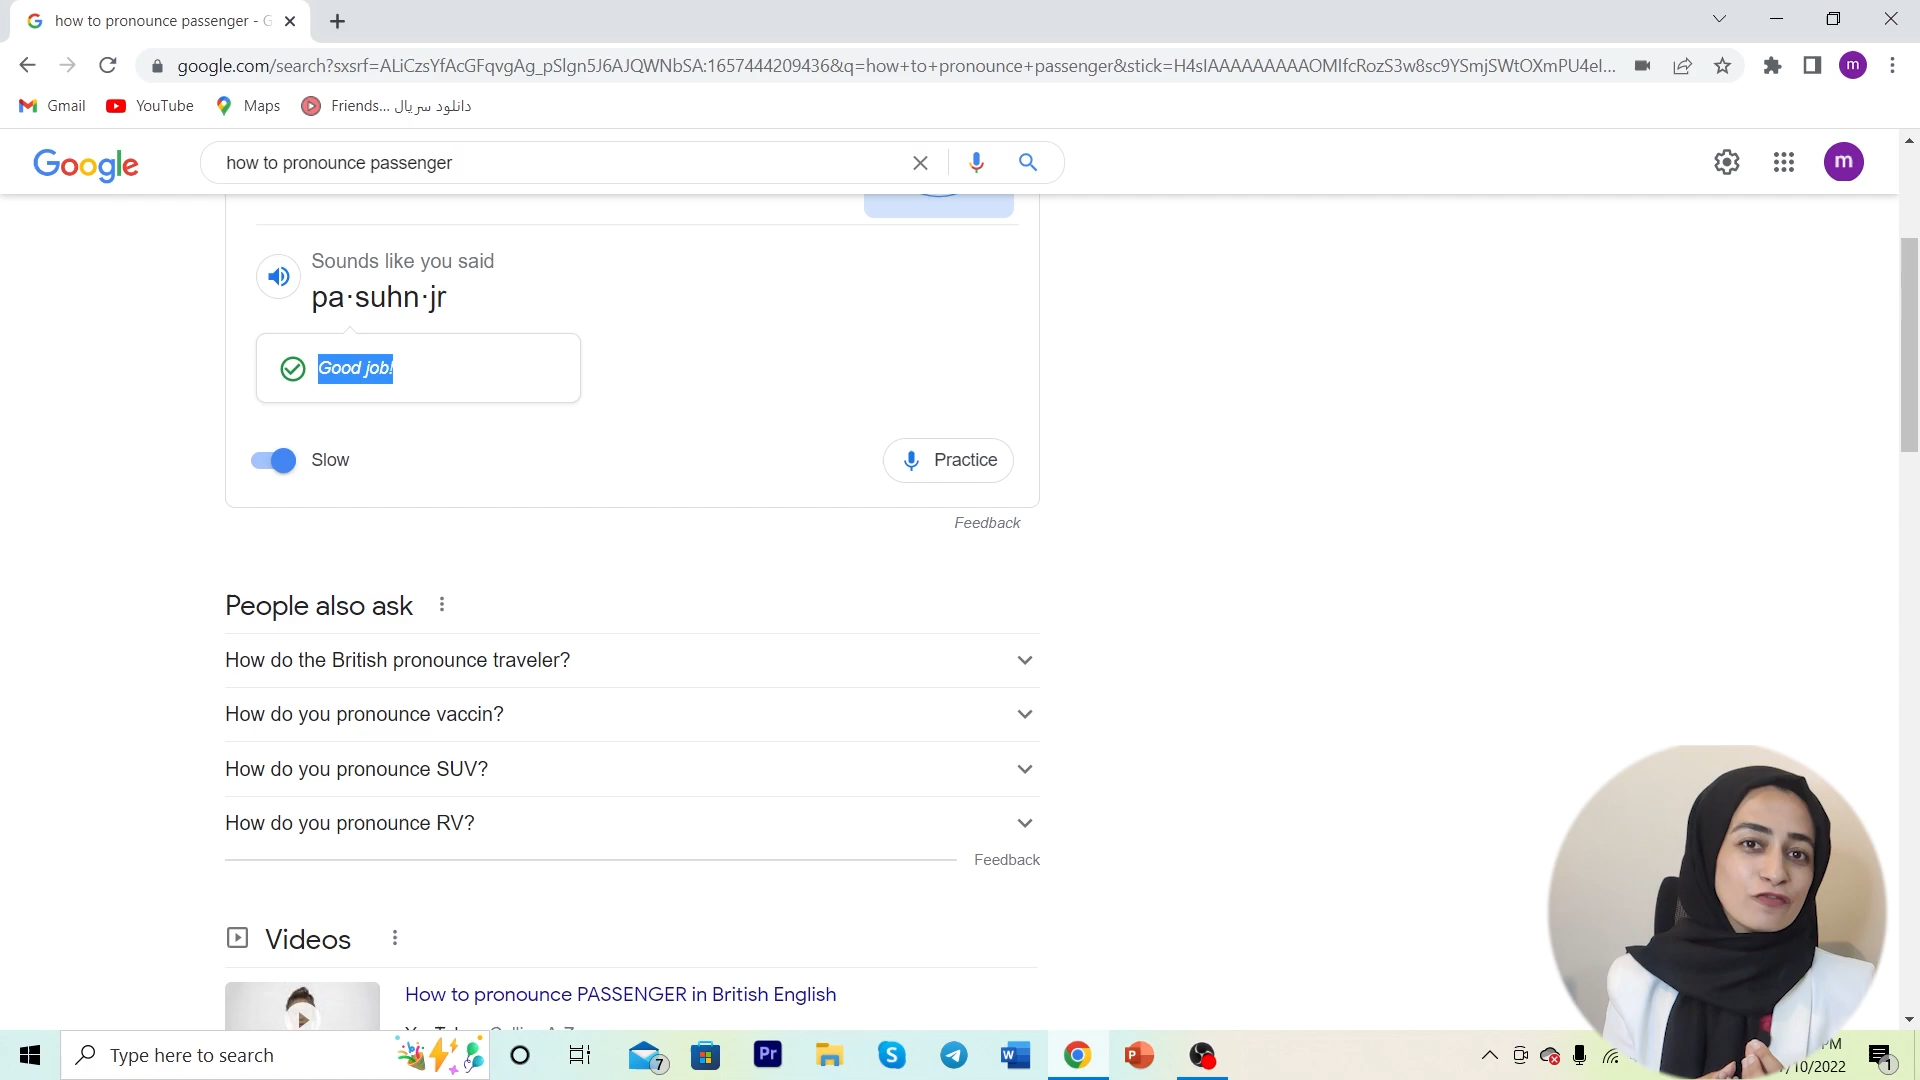 how to pronounce passenger - G
google.com/search?sxsrf=ALiCzsYfAcGFqvgAg_pSlgn5J6AJQWNbSA:1657444209436&q=how+to+pronounce+passenger&stick=H4sIAAAAAAAAAOMIfcRozS3w8sc9YSmjSWtOXmPU4eI...
m
Gmail
YouTube
Maps
Friends... دانلود سریال
Google
how to pronounce passenger
m
Sounds like you said
pa·suhn·jr
Good job!
Slow
Practice
Feedback
People also ask
How do the British pronounce traveler?
How do you pronounce vaccin?
How do you pronounce SUV?
How do you pronounce RV?
Feedback
Videos
How to pronounce PASSENGER in British English
Type here to search
7
Pr
W
P
PM
/10/2022
1